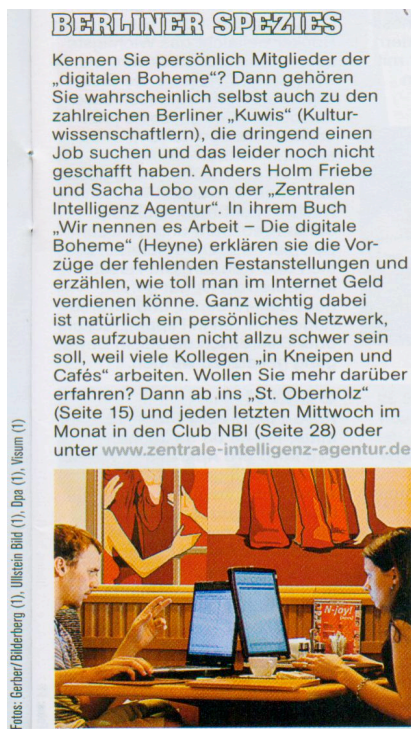 BERLINER SPEZIES
Kennen Sie persönlich Mitglieder der
„digitalen Boheme“? Dann gehören
Sie wahrscheinlich selbst auch zu den
zahlreichen Berliner „Kuwis“ (Kultur-
wissenschaftlern), die dringend einen
Job suchen und das leider noch nicht
geschafft haben. Anders Holm Friebe
und Sacha Lobo von der „Zentralen
Intelligenz Agentur“. In ihrem Buch
„Wir nennen es Arbeit – Die digitale
Boheme“ (Heyne) erklären sie die Vor-
züge der fehlenden Festanstellungen und
erzählen, wie toll man im Internet Geld
verdienen könne. Ganz wichtig dabei
ist natürlich ein persönliches Netzwerk,
was aufzubauen nicht allzu schwer sein
soll, weil viele Kollegen „in Kneipen und
Cafés“ arbeiten. Wollen Sie mehr darüber
erfahren? Dann ab ins „St. Oberholz“
(Seite 15) und jeden letzten Mittwoch im
Monat in den Club NBI (Seite 28) oder
unter www.zentrale-intelligenz-agentur.de
Fotos: Gerber/Bilderberg (1), Ullstein Bild (1), Dpa (1), Visum (1)
N-joy!